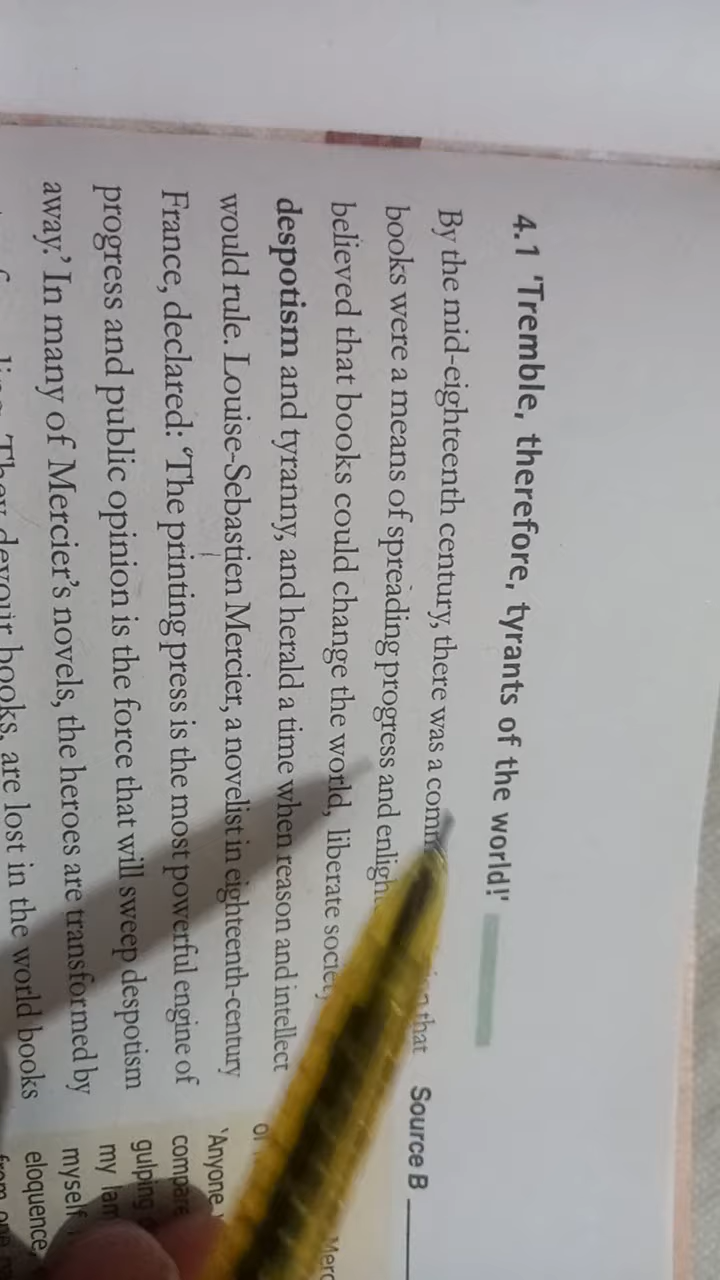 4.1 'Tremble, therefore, tyrants of the world!'
By the mid-eighteenth century, there was a that
books were a means of spreading progress and
believed that books could change the world, liberate
despotism and tyranny, and herald a time when reason and intellect
would rule. Louise-Sebastien Mercier, a novelist in eighteenth-century
France, declared: 'The printing press is the most powerful engine of
progress and public opinion is the force that will sweep despotism
away.' In many of Mercier's novels, the heroes are transformed by
They devour books, are lost in the world books
Source B
'Anyone
compare
gulping
my
myself
eloquence,